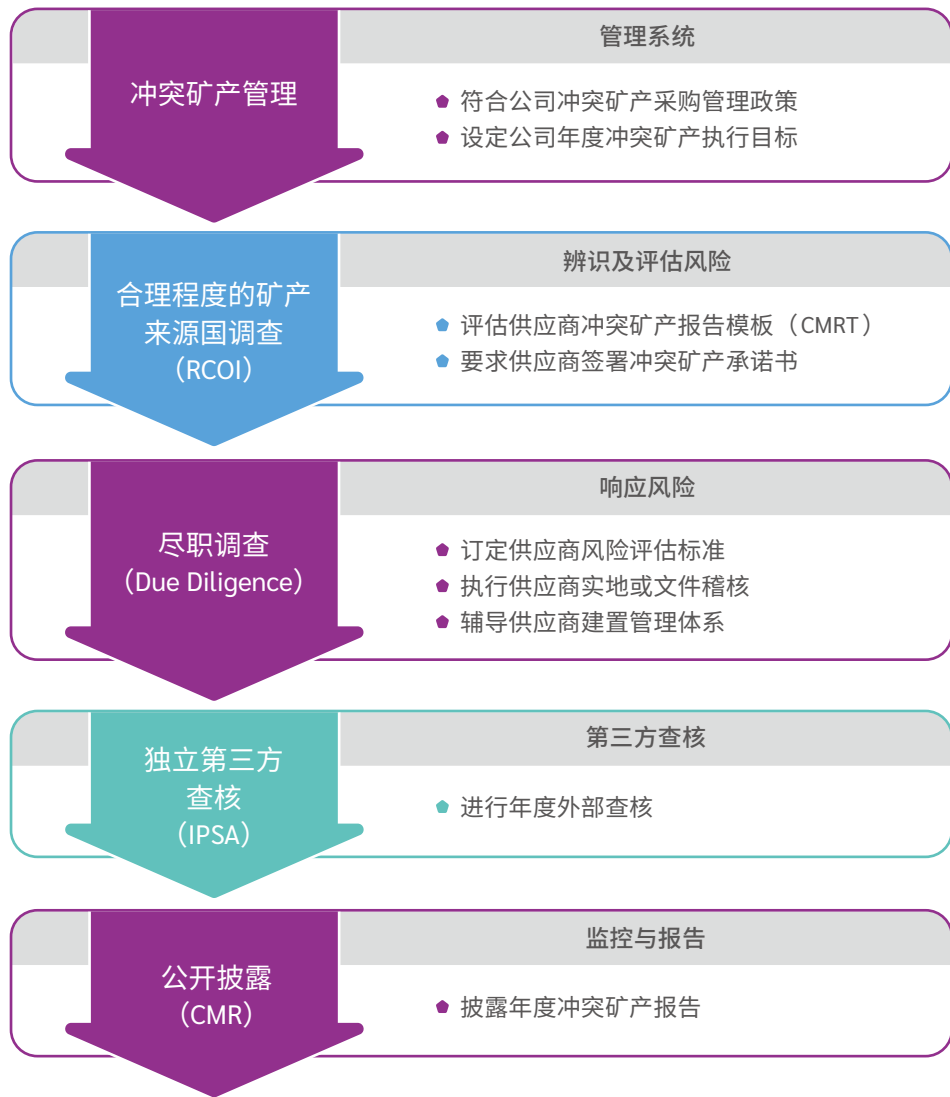 冲突矿产管理
管理系统
符合公司冲突矿产采购管理政策
设定公司年度冲突矿产执行目标
合理程度的矿产
来源国调查
（RCOI）
辨识及评估风险
评估供应商冲突矿产报告模板（CMRT）
要求供应商签署冲突矿产承诺书
尽职调查
（Due Diligence）
响应风险
订定供应商风险评估标准
执行供应商实地或文件稽核
辅导供应商建置管理体系
独立第三方
查核
（IPSA）
第三方查核
进行年度外部查核
公开披露
（CMR）
监控与报告
披露年度冲突矿产报告